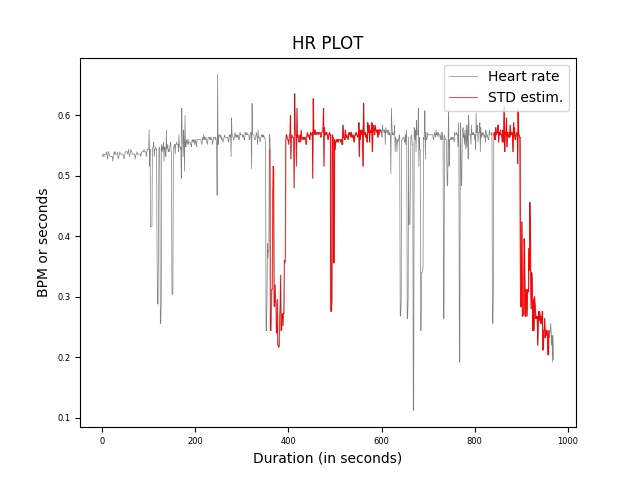 HR PLOT
Heart rate
STD estim.
BPM or seconds
0.6
0.5
0.4
0.3
0.2
0.1
0 200 400 600 800 1000
Duration (in seconds)